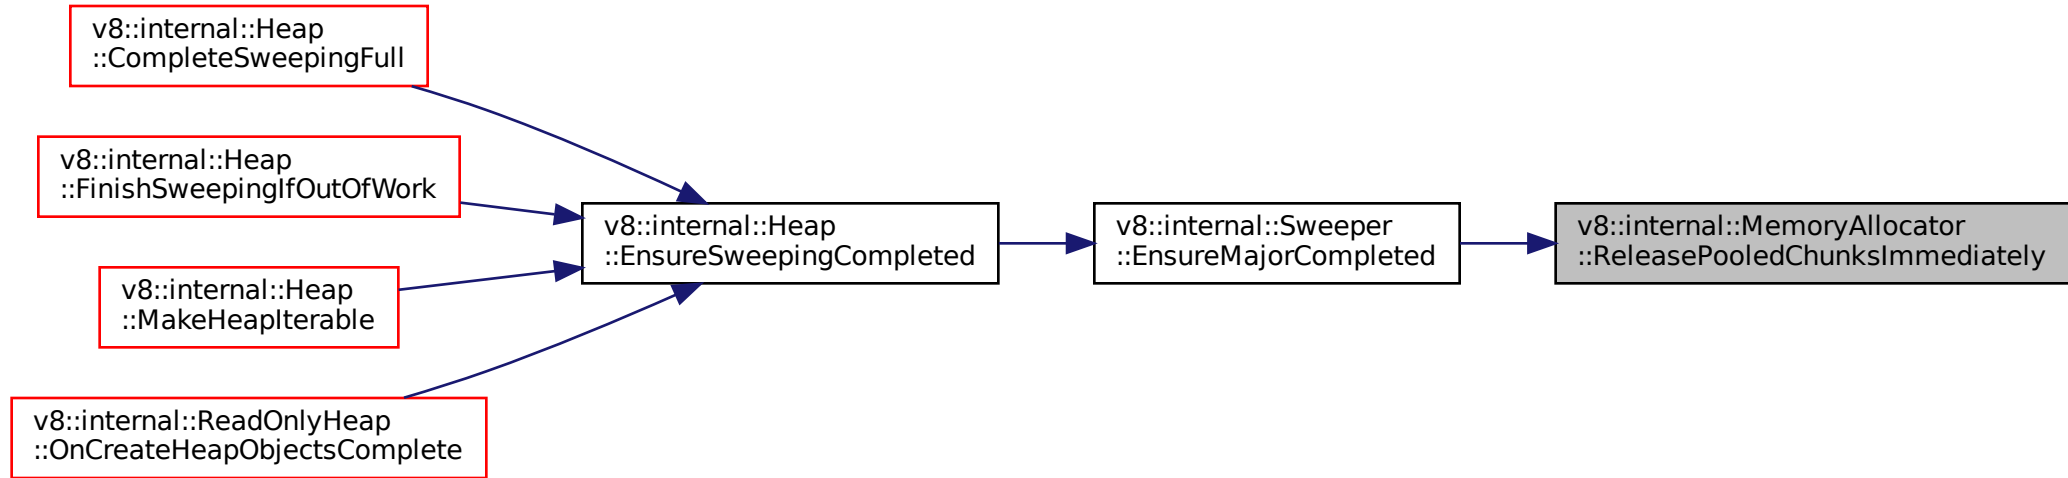 v8::internal::Heap
::CompleteSweepingFull
v8::internal::Heap
::FinishSweepingIfOutOfWork
v8::internal::Heap
::MakeHeapIterable
v8::internal::ReadOnlyHeap
::OnCreateHeapObjectsComplete
v8::internal::Heap
::EnsureSweepingCompleted
v8::internal::Sweeper
::EnsureMajorCompleted
v8::internal::MemoryAllocator
::ReleasePooledChunksImmediately